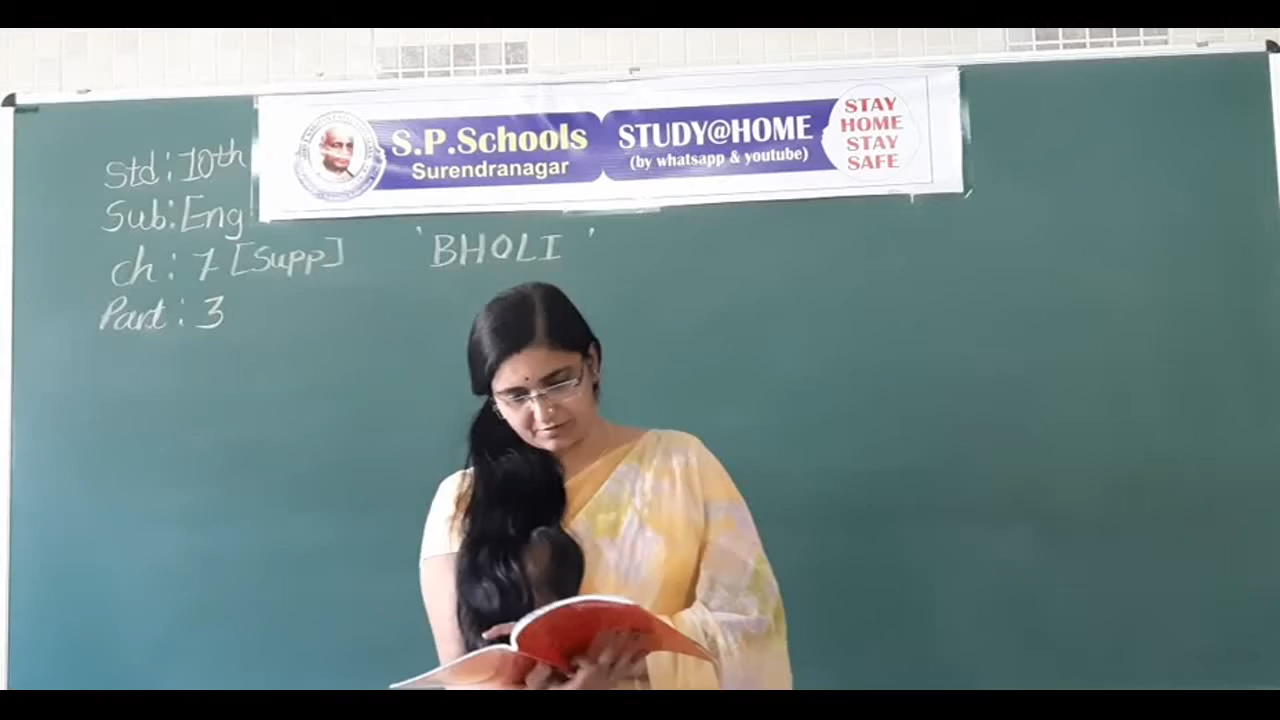 S.P.Schools
Surendranagar
STUDY@HOME
(by whatsapp & youtube)
STAY
HOME
STAY
SAFE
Std: 10th
Sub: Eng
ch: 7 [Supp]
'BHOLI'
Part: 3